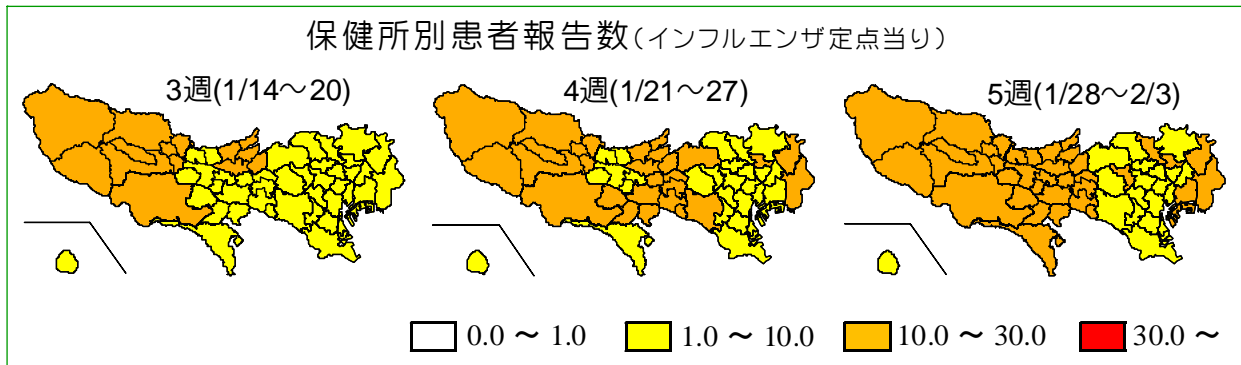 保健所別患者報告数(インフルエンザ定点当り)
3週(1/14～20)
4週(1/21～27)
5週(1/28～2/3)
0.0 ～ 1.0
1.0 ～ 10.0
10.0 ～ 30.0
30.0 ～